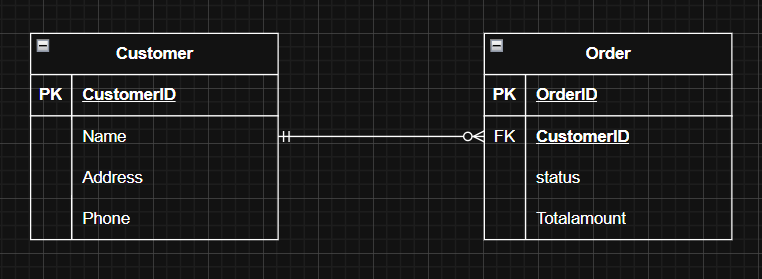 Customer
PK CustomerID
Name
Address
Phone
Order
PK OrderID
FK CustomerID
status
Totalamount